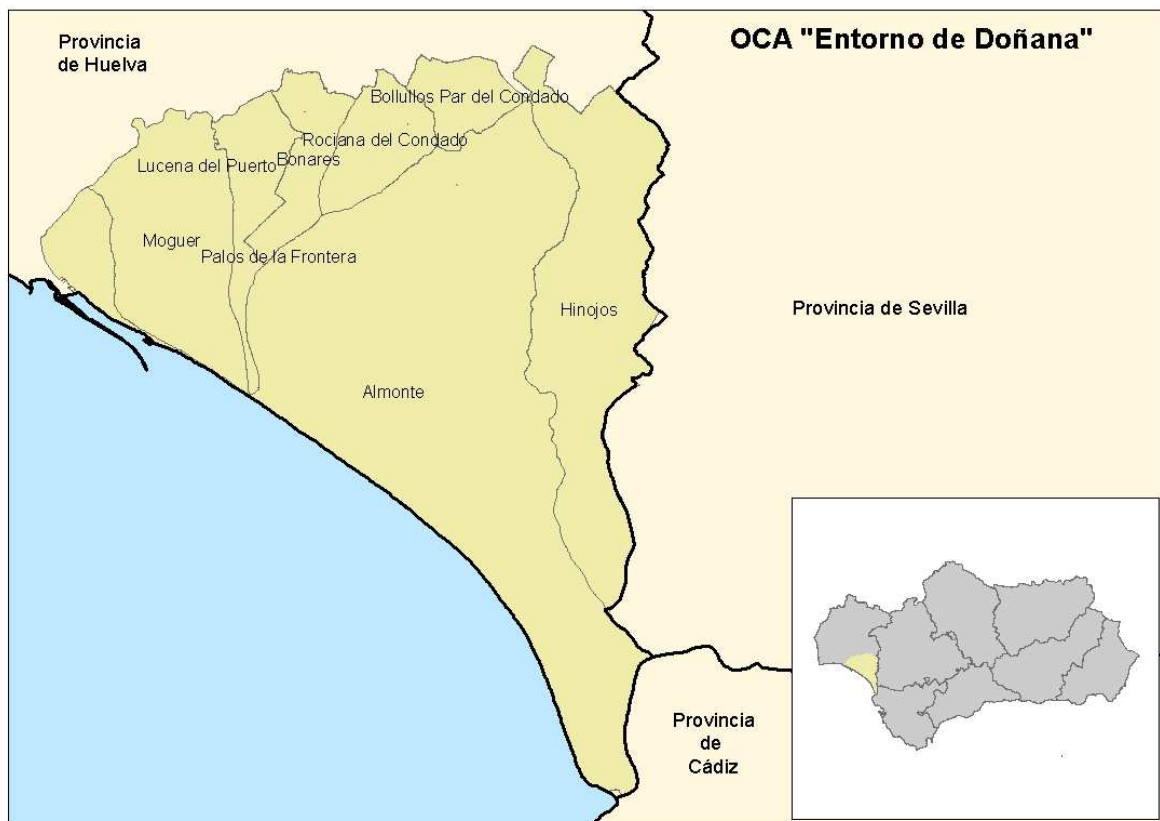 Provincia
de Huelva
OCA "Entorno de Doñana"
Bollullos Par del Condado
Rociana del Condado
Bonares
Lucena del Puerto
Moguer
Palos de la Frontera
Hinojos
Provincia de Sevilla
Almonte
Provincia
de
Cádiz